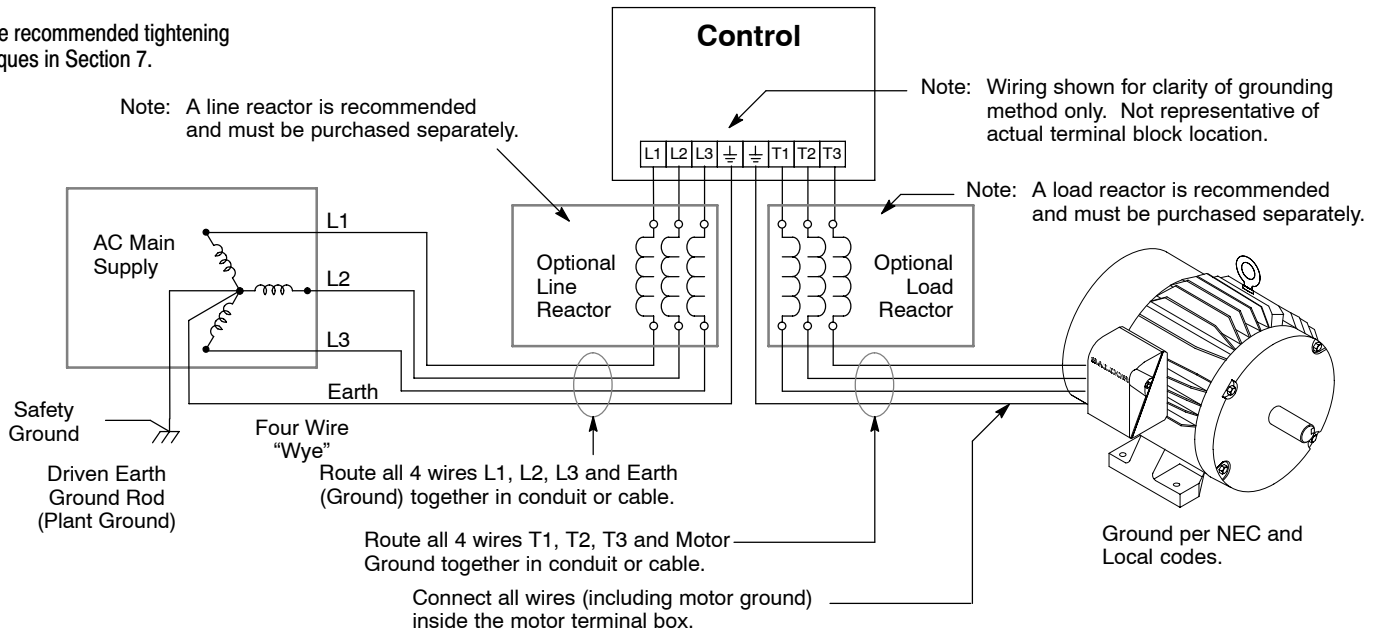 e recommended tightening
ques in Section 7.
Control
Note: A line reactor is recommended
and must be purchased separately.
Note: Wiring shown for clarity of grounding
method only. Not representative of
actual terminal block location.
L1 L2 L3 T1 T2 T3
Note: A load reactor is recommended
and must be purchased separately.
AC Main
Supply
L1
L2
L3
Earth
Optional
Line
Reactor
Optional
Load
Reactor
BALDOR
Safety
Ground
Four Wire
“Wye”
Driven Earth
Ground Rod
(Plant Ground)
Route all 4 wires L1, L2, L3 and Earth
(Ground) together in conduit or cable.
Route all 4 wires T1, T2, T3 and Motor
Ground together in conduit or cable.
Connect all wires (including motor ground)
inside the motor terminal box.
Ground per NEC and
Local codes.